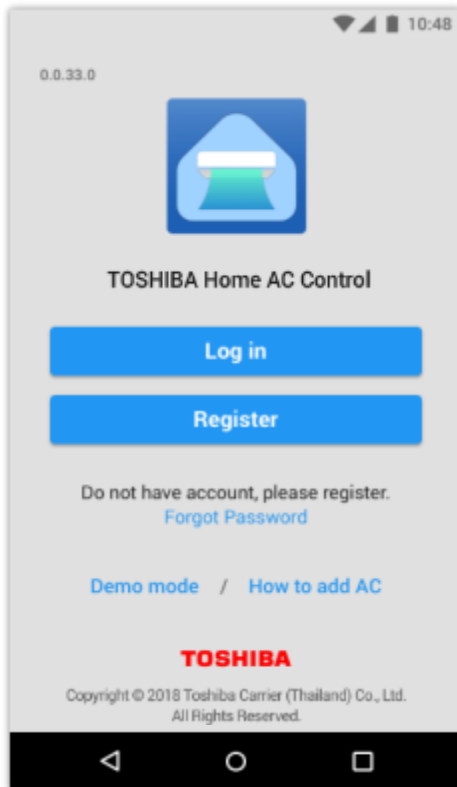 10:48
0.0.33.0
TOSHIBA Home AC Control
Log in
Register
Do not have account, please register.
Forgot Password
Demo mode / How to add AC
TOSHIBA
Copyright © 2018 Toshiba Carrier (Thailand) Co., Ltd.
All Rights Reserved.